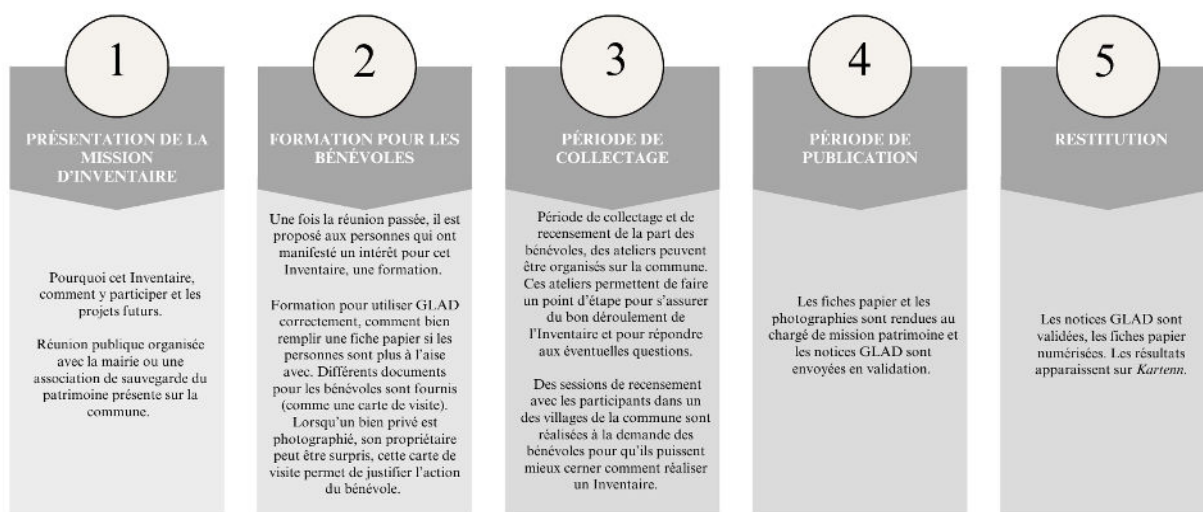 1
PRÉSENTATION DE LA
MISSION
D'INVENTAIRE
Pourquoi cet Inventaire,
comment y participer et les
projets futurs.
Réunion publique organisée
avec la mairie ou une
association de sauvegarde du
patrimoine présente sur la
commune.
2
FORMATION POUR LES
BÉNÉVOLES
Une fois la réunion passée, il est
proposé aux personnes qui ont
manifesté un intérêt pour cet
Inventaire, une formation.
Formation pour utiliser GLAD
correctement, comment bien
remplir une fiche papier si les
personnes sont plus à l'aise
avec. Différents documents
pour les bénévoles sont fournis
(comme une carte de visite).
Lorsqu'un bien privé est
photographié, son propriétaire
peut être surpris, cette carte de
visite permet de justifier l'action
du bénévole.
3
PÉRIODE DE
COLLECTAGE
Période de collectage et de
recensement de la part des
bénévoles, des ateliers peuvent
être organisés sur la commune.
Ces ateliers permettent de faire
un point d'étape pour s'assurer
du bon déroulement de
l'Inventaire et pour répondre
aux éventuelles questions.
Des sessions de recensement
avec les participants dans un
des villages de la commune sont
réalisées à la demande des
bénévoles pour qu'ils puissent
mieux cerner comment réaliser
un Inventaire.
4
PÉRIODE DE
PUBLICATION
Les fiches papier et les
photographies sont rendues au
chargé de mission patrimoine et
les notices GLAD sont
envoyées en validation.
5
RESTITUTION
Les notices GLAD sont
validées, les fiches papier
numérisées. Les résultats
apparaissent sur Kartenn.